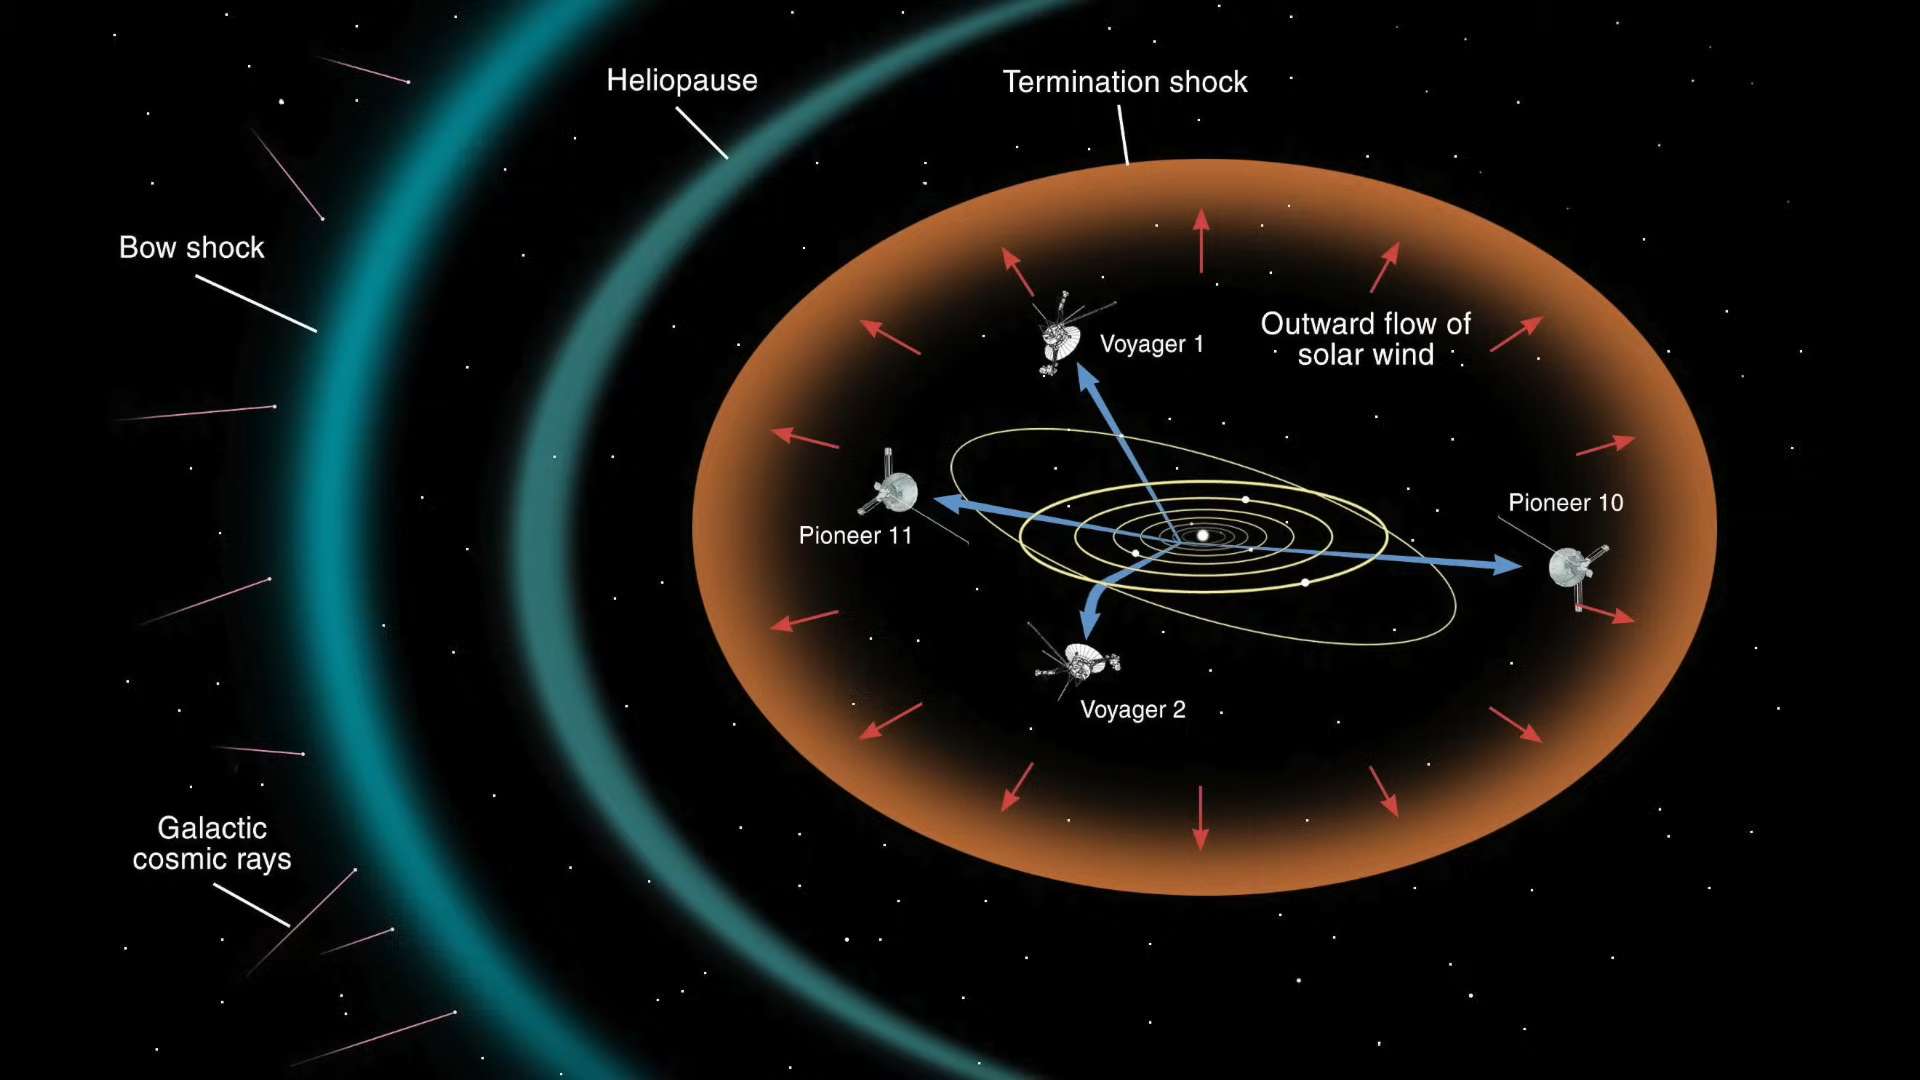 Heliopause
Termination shock
Bow shock
Outward flow of
solar wind
Voyager 1
Pioneer 10
Pioneer 11
Voyager 2
Galactic
cosmic rays